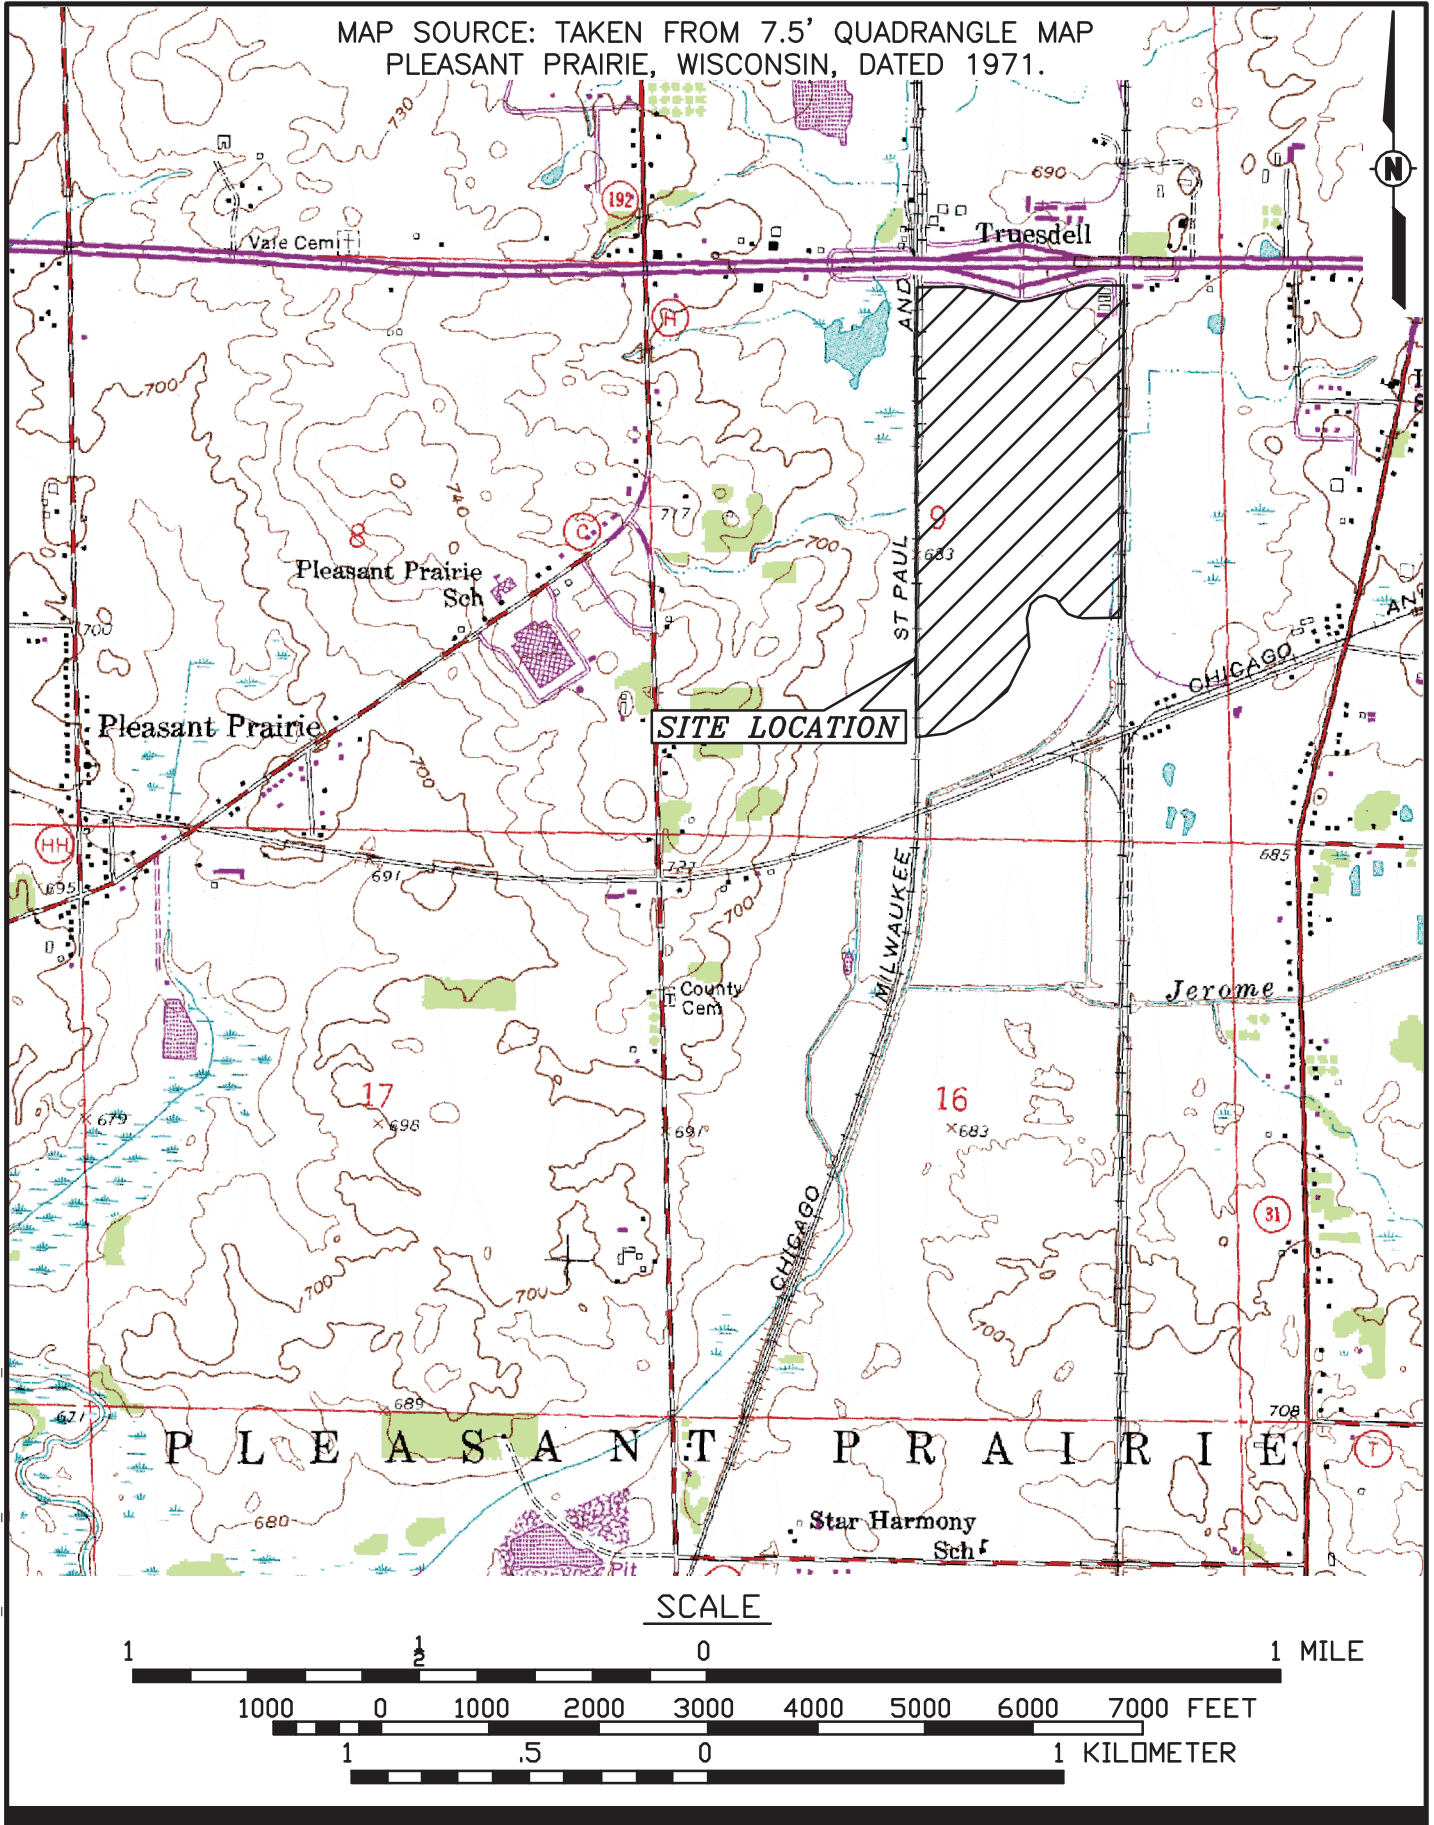 MAP SOURCE: TAKEN FROM 7.5' QUADRANGLE MAP
PLEASANT PRAIRIE, WISCONSIN, DATED 1971.
730
690
N
192
Vale Cem
Truesdell
AND
H
700
740
717
C
8
9
700
683
Pleasant Prairie
Sch
ST PAUL
700
CHICAGO
SITE LOCATION
Pleasant Prairie
700
HH
691
727
685
695
700
MILWAUKEE
County
Cem
Jerome
17
16
679
698
691
683
CHICAGO
31
700
700
700
689
671
708
PLEASANT PRAIRIE
T
680
Star Harmony
Sch
Pit
SCALE
1 1/2 0 1 MILE
1000 0 1000 2000 3000 4000 5000 6000 7000 FEET
1 .5 0 1 KILOMETER